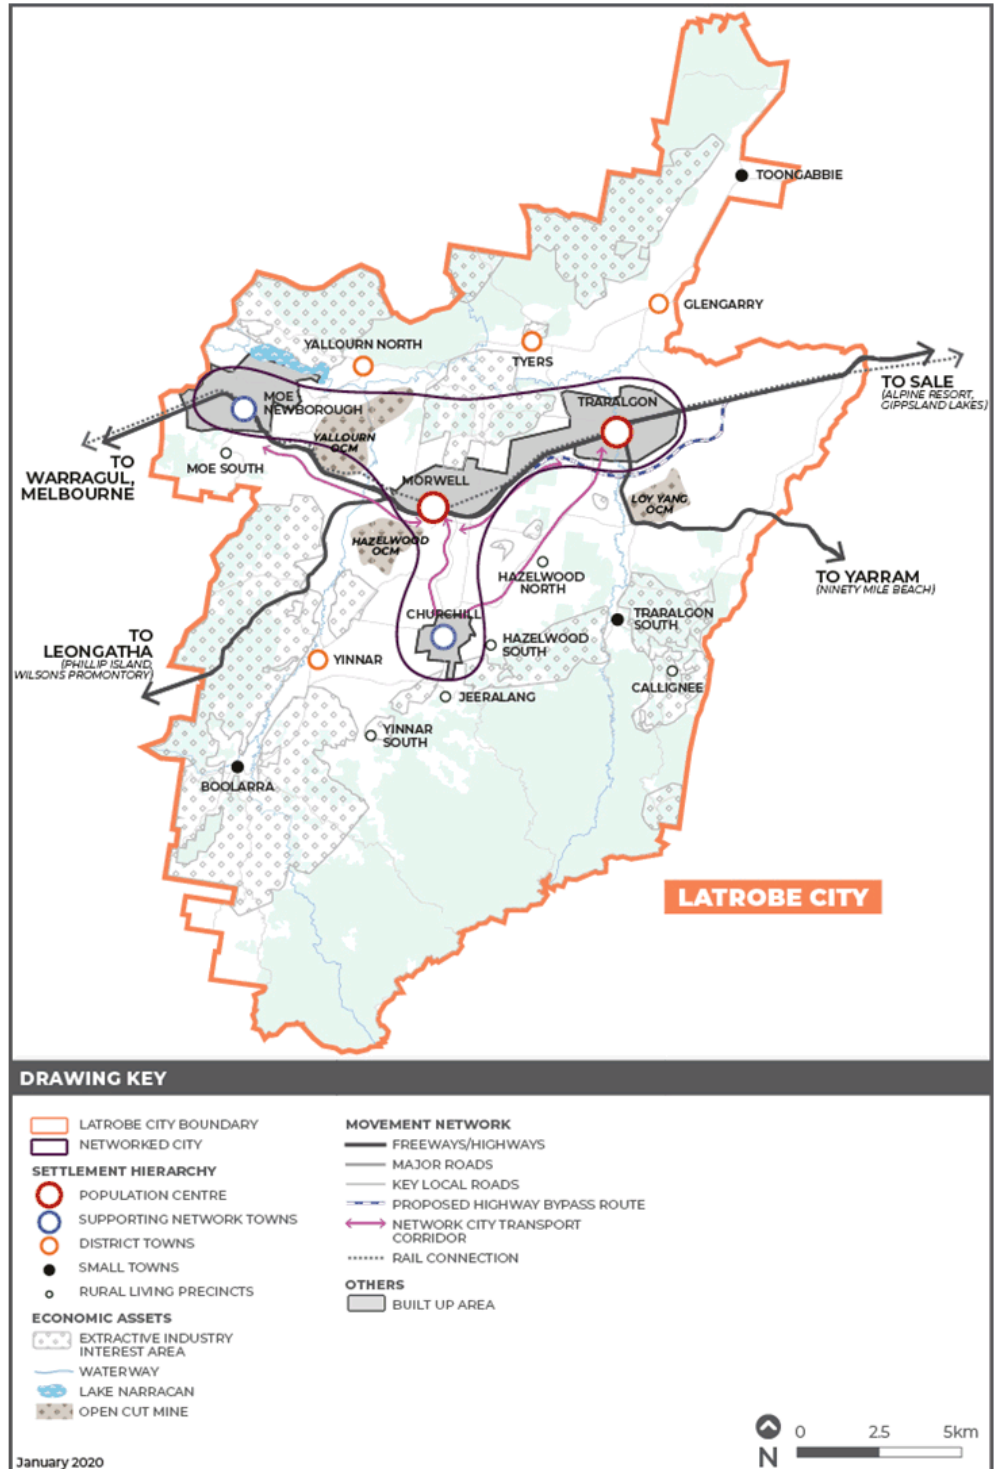 TOONGABBIE
GLENGARRY
YALLOURN NORTH
TYERS
TO SALE
(ALPINE RESORT,
GIPPSLAND LAKES)
MOE
NEWBOROUGH
TRARALGON
YALLOURN
OCM
MOE SOUTH
TO
WARRAGUL,
MELBOURNE
MORWELL
LOY YANG
OCM
HAZELWOOD
OCM
HAZELWOOD
NORTH
TO YARRAM
(NINETY MILE BEACH)
CHURCHILL
TRARALGON
SOUTH
TO
LEONGATHA
(PHILLIP ISLAND,
WILSONS PROMONTORY)
HAZELWOOD
SOUTH
YINNAR
CALLIGNEE
JEERALANG
YINNAR
SOUTH
BOOLARRA
LATROBE CITY
DRAWING KEY
LATROBE CITY BOUNDARY
NETWORKED CITY
SETTLEMENT HIERARCHY
POPULATION CENTRE
SUPPORTING NETWORK TOWNS
DISTRICT TOWNS
SMALL TOWNS
RURAL LIVING PRECINCTS
ECONOMIC ASSETS
EXTRACTIVE INDUSTRY
INTEREST AREA
WATERWAY
LAKE NARRACAN
OPEN CUT MINE
MOVEMENT NETWORK
FREEWAYS/HIGHWAYS
MAJOR ROADS
KEY LOCAL ROADS
PROPOSED HIGHWAY BYPASS ROUTE
NETWORK CITY TRANSPORT
CORRIDOR
RAIL CONNECTION
OTHERS
BUILT UP AREA
0 2.5 5km
N
January 2020